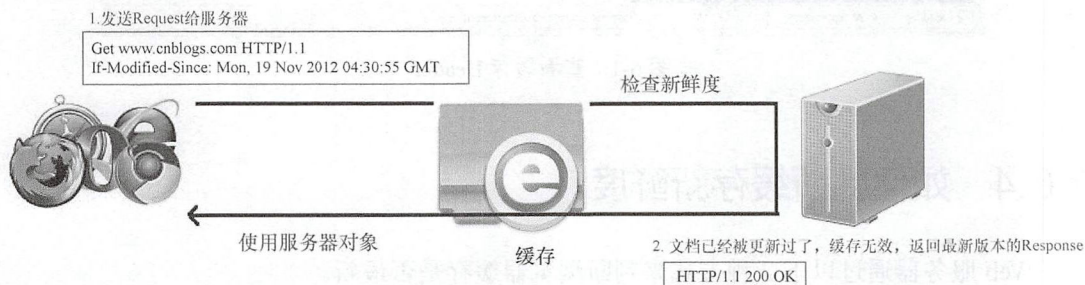 1.发送Request给服务器
Get www.cnblogs.com HTTP/1.1
If-Modified-Since: Mon, 19 Nov 2012 04:30:55 GMT
检查新鲜度
使用服务器对象
缓存
2. 文档已经被更新过了，缓存无效，返回最新版本的Response
HTTP/1.1 200 OK